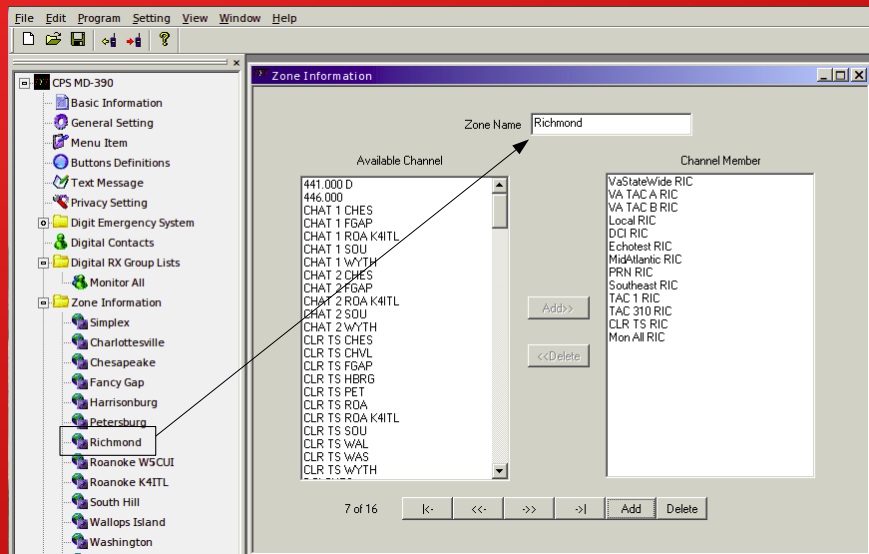 File Edit Program Setting View Window Help
CPS MD-390
Basic Information
General Setting
Menu Item
Buttons Definitions
Text Message
Privacy Setting
Digit Emergency System
Digital Contacts
Digital RX Group Lists
Monitor All
Zone Information
Simplex
Charlottesville
Chesapeake
Fancy Gap
Harrisonburg
Petersburg
Richmond
Roanoke W5CUI
Roanoke K4ITL
South Hill
Wallops Island
Washington
Zone Information
Zone Name Richmond
Available Channel
441.000 D
446.000
CHAT 1 CHES
CHAT 1 FGAP
CHAT 1 ROA K4ITL
CHAT 1 SOU
CHAT 1 WYTH
CHAT 2 CHES
CHAT 2 FGAP
CHAT 2 ROA K4ITL
CHAT 2 SOU
CHAT 2 WYTH
CLR TS CHES
CLR TS CHVL
CLR TS FGAP
CLR TS HBRG
CLR TS PET
CLR TS ROA
CLR TS ROA K4ITL
CLR TS SOU
CLR TS WAL
CLR TS WAS
CLR TS WYTH
Add>>
<<Delete
Channel Member
VaStateWide RIC
VA TAC A RIC
VA TAC B RIC
Local RIC
DCI RIC
Echotest RIC
MidAtlantic RIC
PRN RIC
Southeast RIC
TAC 1 RIC
TAC 310 RIC
CLR TS RIC
Mon All RIC
7 of 16 |<- <<- ->> ->| Add Delete